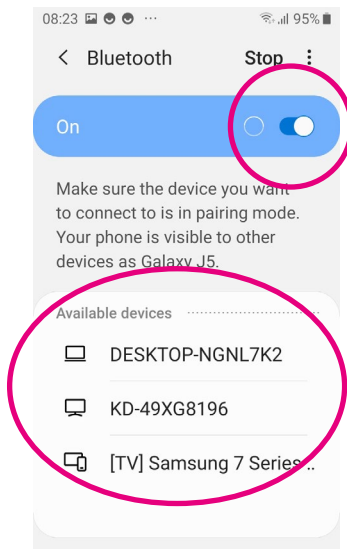 08:23 ... 95%
Bluetooth Stop
On
Make sure the device you want
to connect to is in pairing mode.
Your phone is visible to other
devices as Galaxy J5.
Available devices
DESKTOP-NGNL7K2
KD-49XG8196
[TV] Samsung 7 Series..